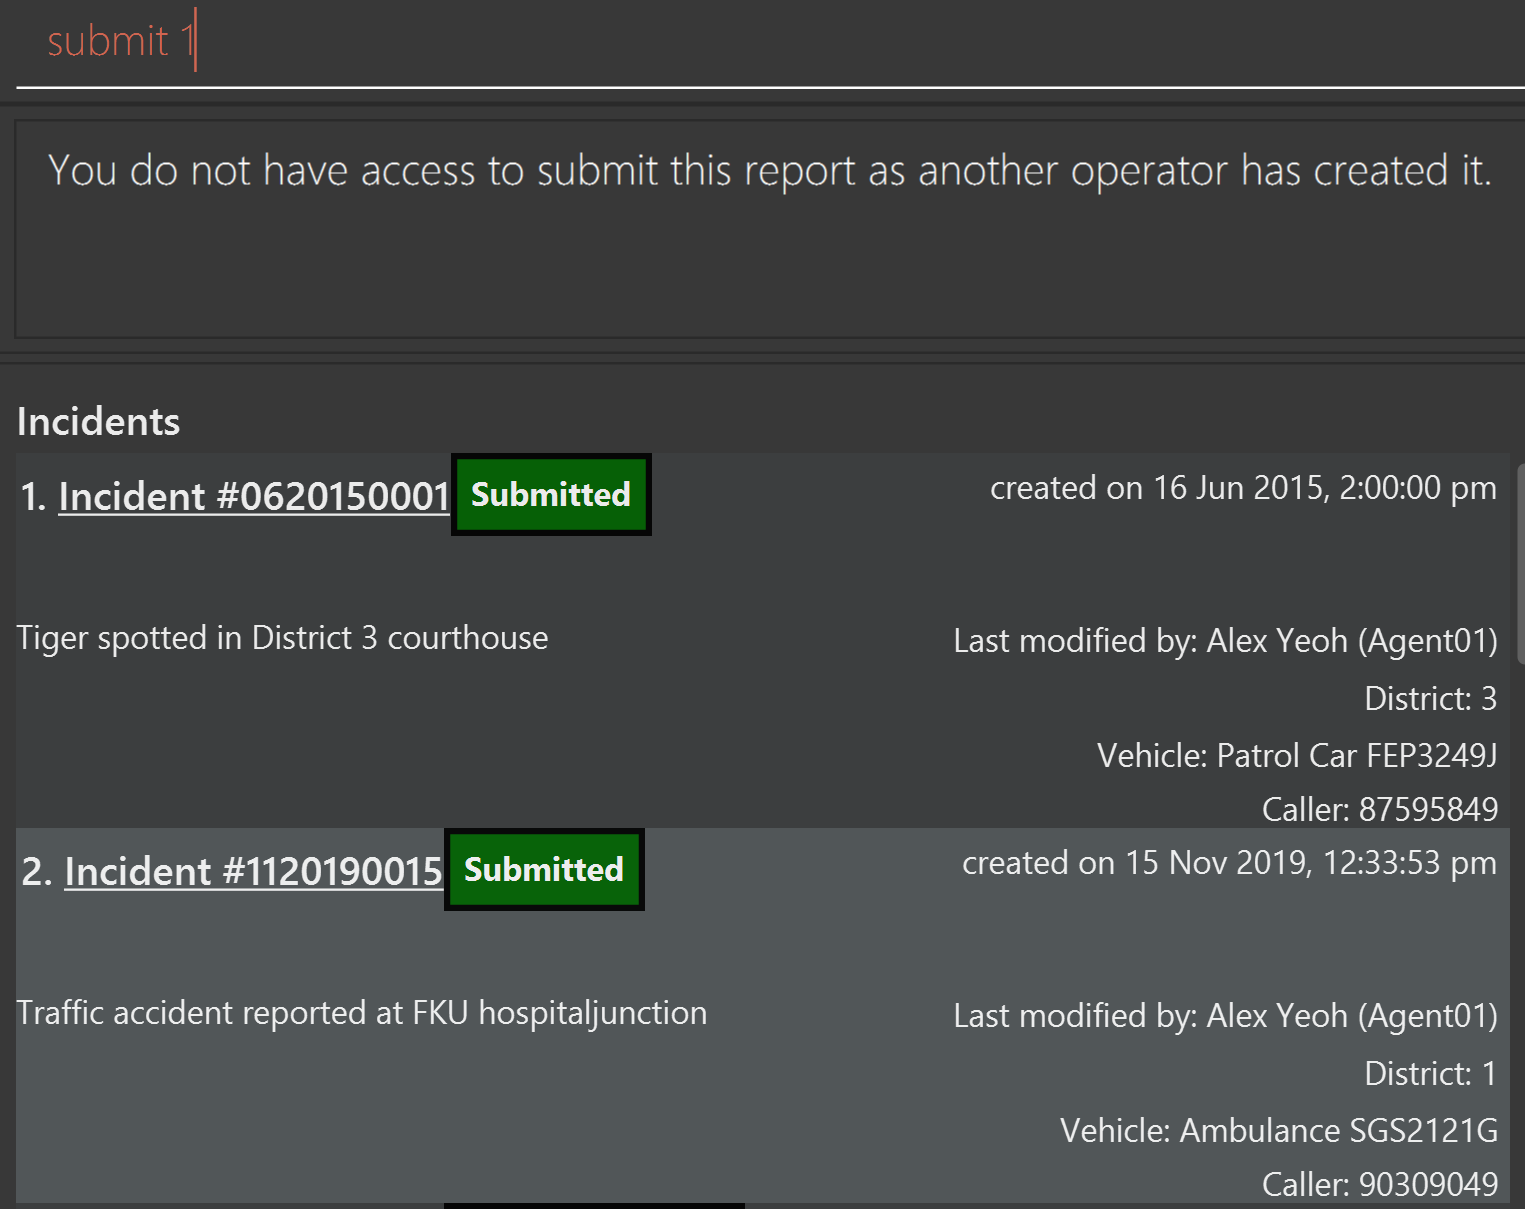 submit 1
You do not have access to submit this report as another operator has created it.
Incidents
1. Incident #0620150001 Submitted created on 16 Jun 2015, 2:00:00 pm
Tiger spotted in District 3 courthouse Last modified by: Alex Yeoh (Agent01)
District: 3
Vehicle: Patrol Car FEP3249J
Caller: 87595849
2. Incident #1120190015 Submitted created on 15 Nov 2019, 12:33:53 pm
Traffic accident reported at FKU hospitaljunction Last modified by: Alex Yeoh (Agent01)
District: 1
Vehicle: Ambulance SGS2121G
Caller: 90309049